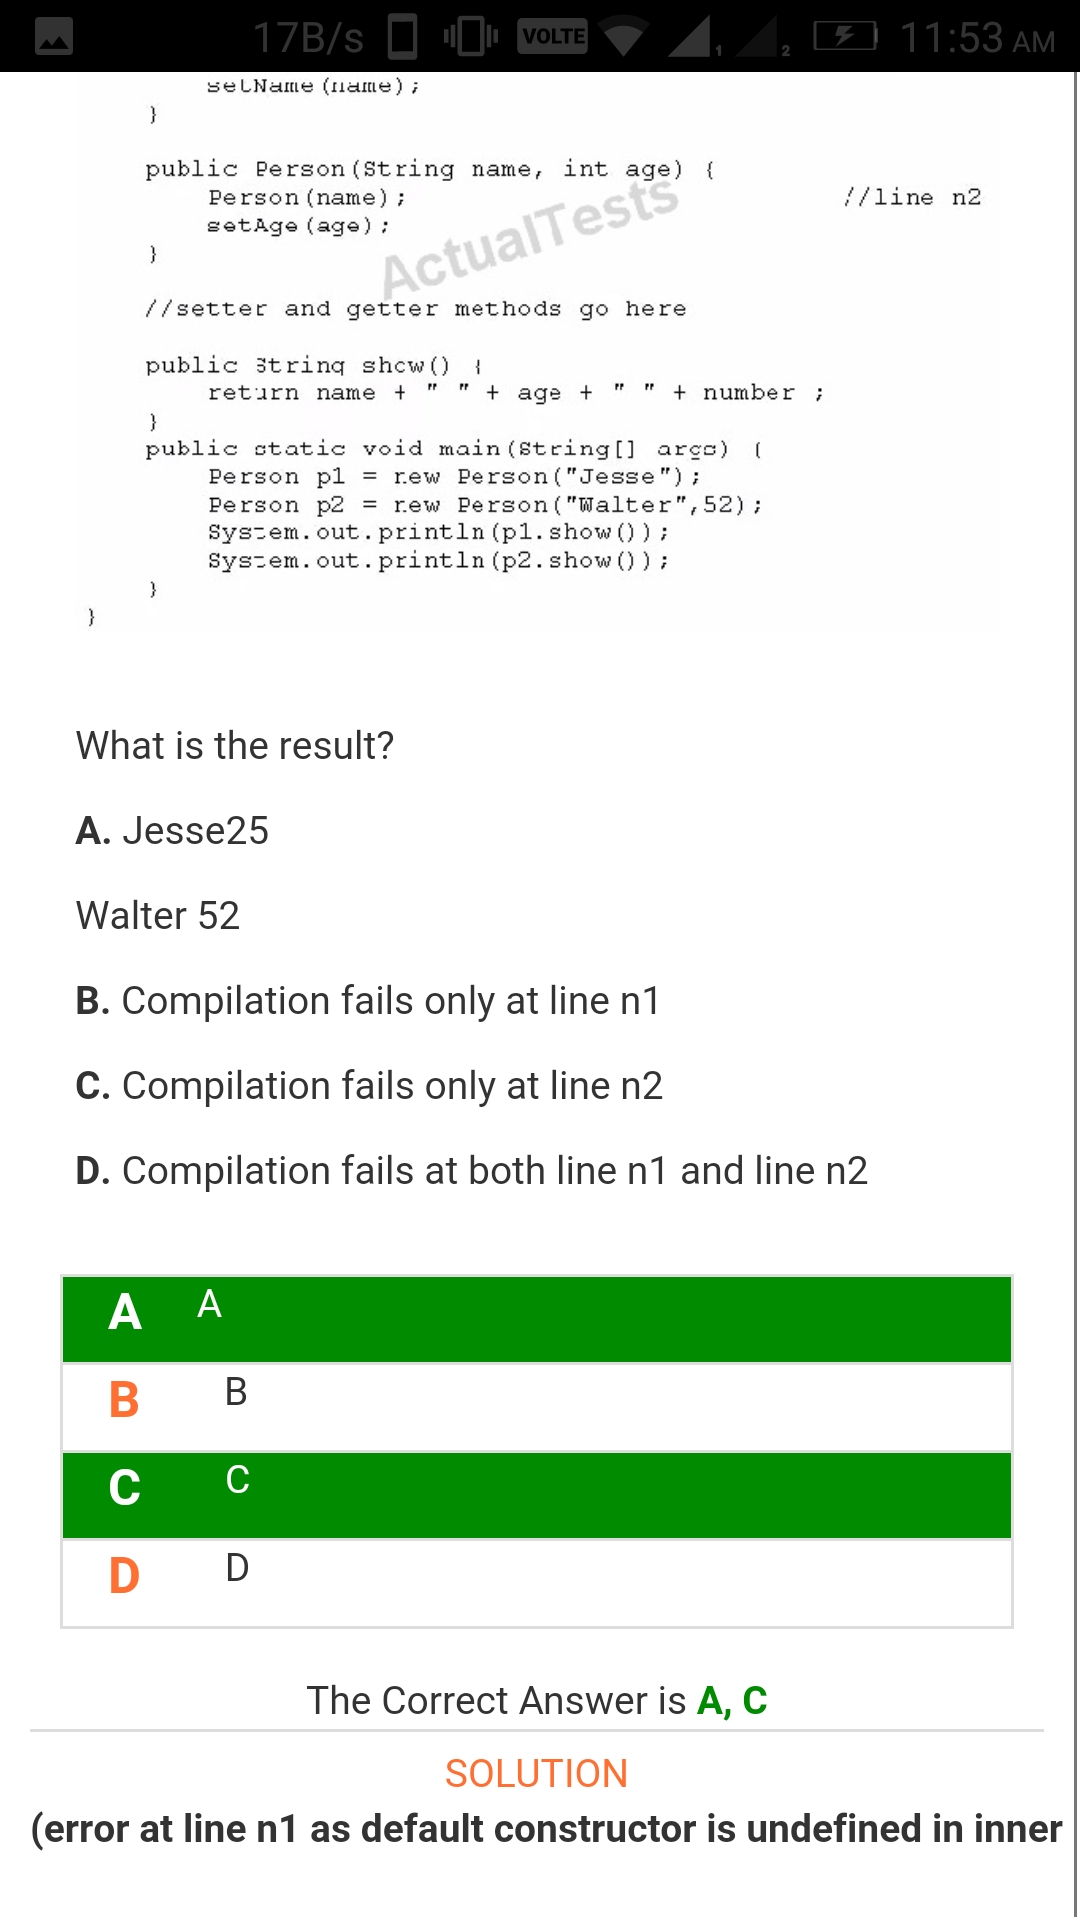 17B/s VOLTE 1 2 11:53 AM
setName(name);
}
public Person(String name, int age) {
Person(name); //line n2
setAge(age);
}
ActualTests
//setter and getter methods go here
public String show() {
return name + " " + age + " " + number ;
}
public static void main(String[] args) {
Person p1 = new Person("Jesse");
Person p2 = new Person("Walter",52);
System.out.println(p1.show());
System.out.println(p2.show());
}
}
What is the result?
A. Jesse25
Walter 52
B. Compilation fails only at line n1
C. Compilation fails only at line n2
D. Compilation fails at both line n1 and line n2
A A
B B
C C
D D
The Correct Answer is A, C
SOLUTION
(error at line n1 as default constructor is undefined in inner